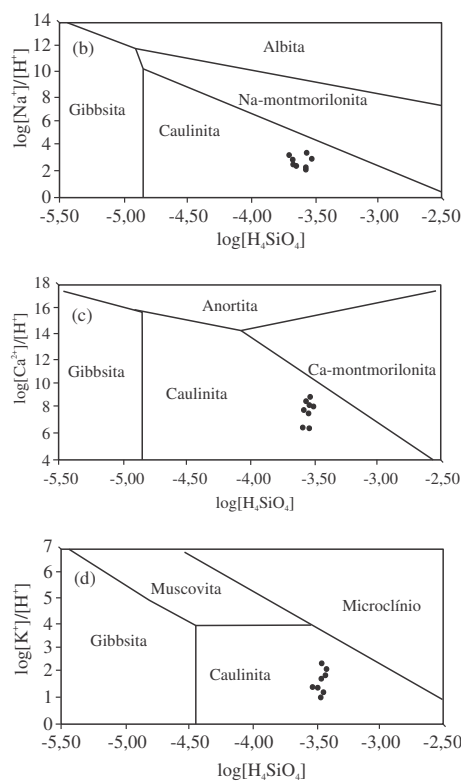 14
(b)
Albita
12
log[Na⁺]/[H⁺]
10
Na-montmorilonita
8
Gibbsita
Caulinita
6
4
2
0
-5,50 -5,00 -4,50 -4,00 -3,50 -3,00 -2,50
log[H₄SiO₄]
18
16
Anortita
(c)
14
log[Ca²⁺]/[H⁺]
12
Ca-montmorilonita
10
Gibbsita
Caulinita
8
6
4
-5,50 -5,00 -4,50 -4,00 -3,50 -3,00 -2,50
log[H₄SiO₄]
7
(d)
6
Muscovita
5
Microclínio
log[K⁺]/[H⁺]
4
Gibbsita
3
Caulinita
2
1
0
-5,50 -5,00 -4,50 -4,00 -3,50 -3,00 -2,50
log[H₄SiO₄]